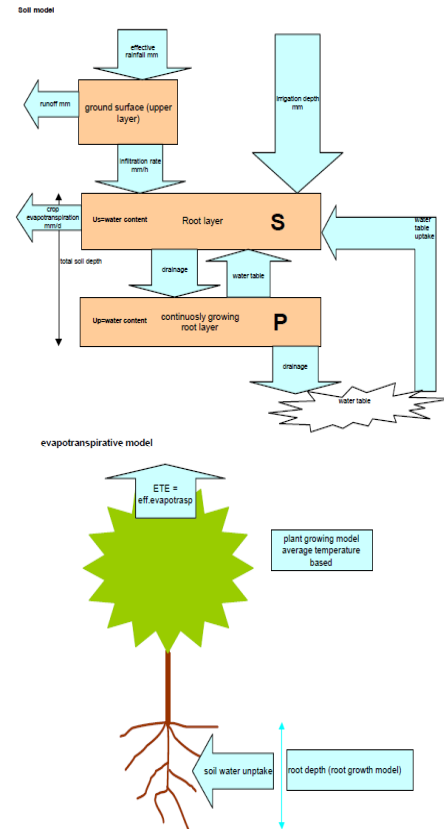 Soil model
effective
rainfall mm
runoff mm
ground surface (upper
layer)
irrigation depth
mm
infiltration rate
mm/h
crop
evapotranspiration
mm/d
Us=water content
Root layer
S
water
table
uptake
total soil depth
drainage
water table
Up=water content
continuosly growing
root layer
P
drainage
water table
evapotranspirative model
ETE =
eff.evapotrasp
plant growing model
average temperature
based
soil water unptake
root depth (root growth model)